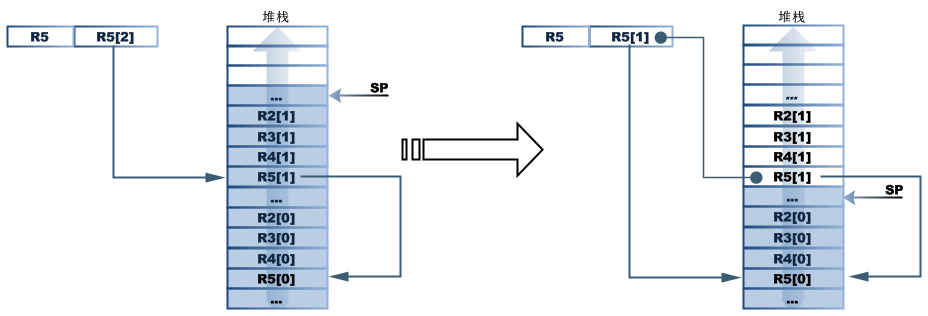 堆栈
R5 R5[2]
...
SP
R2[1]
R3[1]
R4[1]
R5[1]
...
R2[0]
R3[0]
R4[0]
R5[0]
...
堆栈
R5 R5[1]
...
R2[1]
R3[1]
R4[1]
R5[1]
...
SP
R2[0]
R3[0]
R4[0]
R5[0]
...